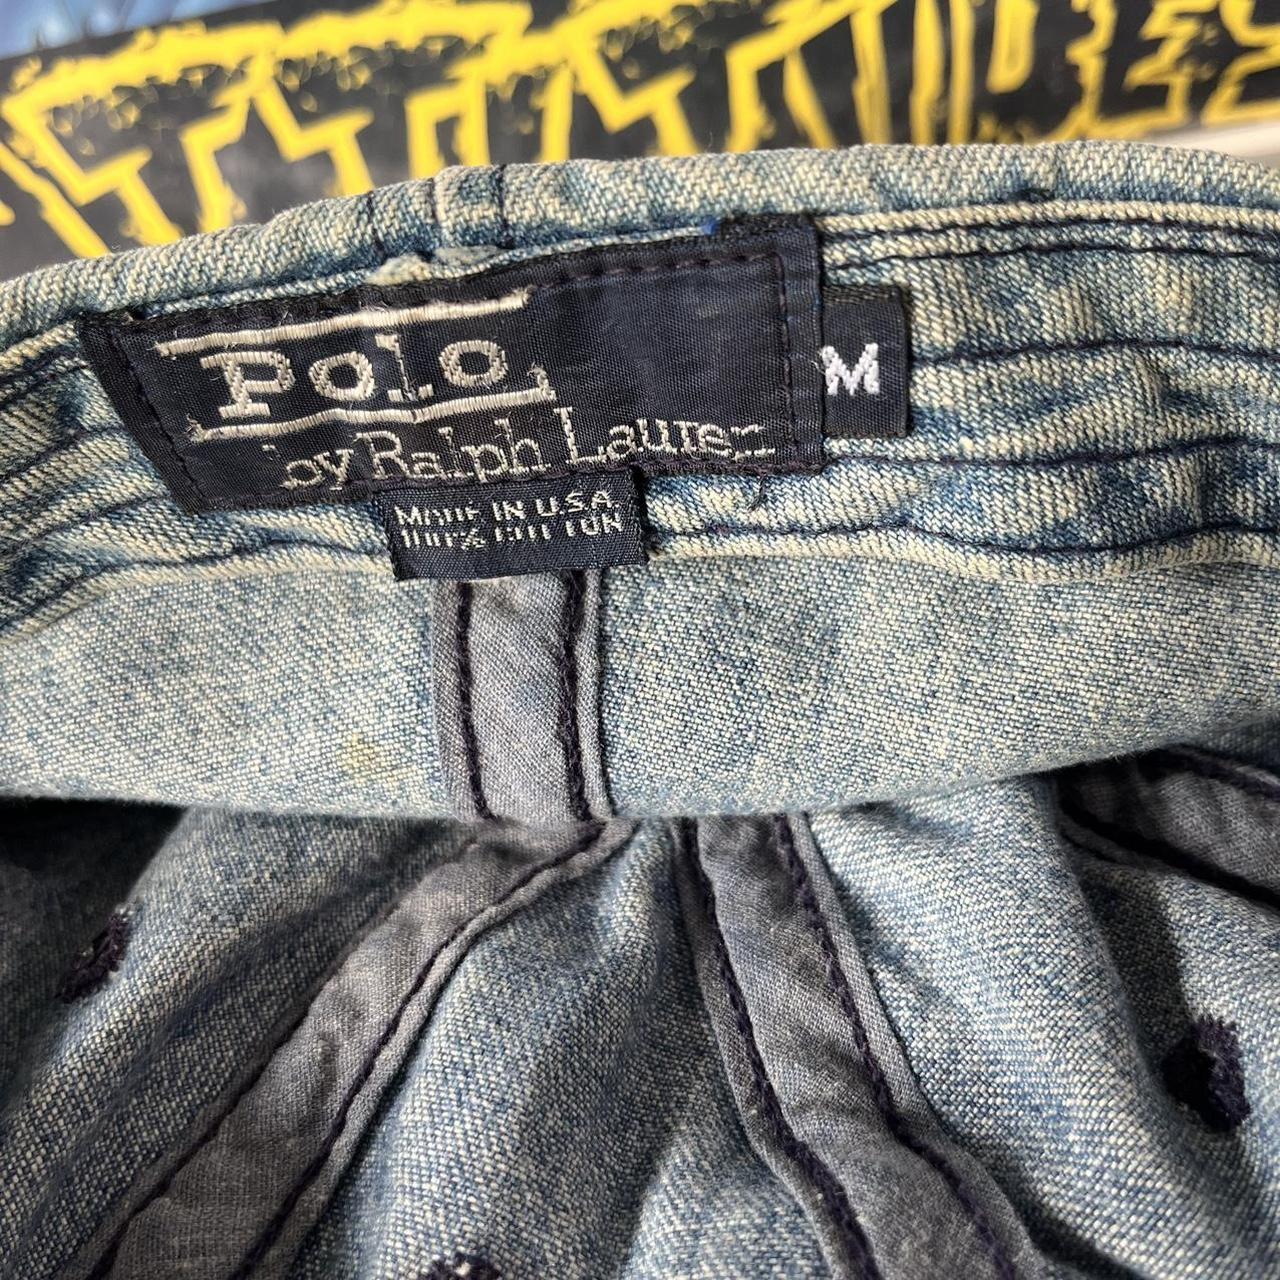 Polo
by Ralph Lauren
M
MADE IN U.S.A
100% COTTON